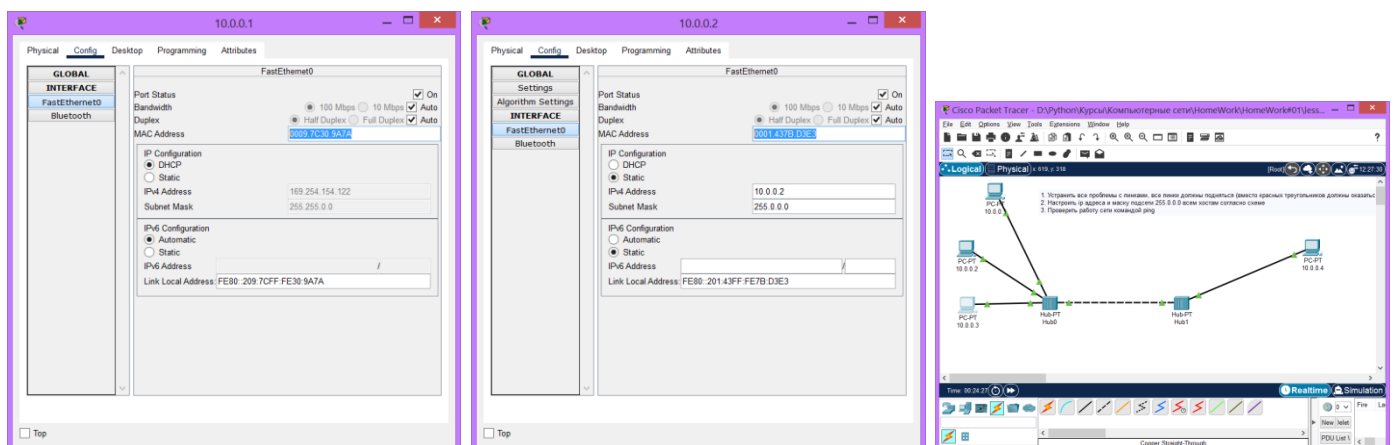 10.0.0.1
Physical Config Desktop Programming Attributes
GLOBAL
INTERFACE
FastEthernet0
Bluetooth
FastEthernet0
Port Status On
Bandwidth 100 Mbps 10 Mbps Auto
Duplex Half Duplex Full Duplex Auto
MAC Address 0009.7C30.9A7A
IP Configuration
DHCP
Static
IPv4 Address 169.254.154.122
Subnet Mask 255.255.0.0
IPv6 Configuration
Automatic
Static
IPv6 Address /
Link Local Address: FE80::209:7CFF:FE30:9A7A
Top
10.0.0.2
Physical Config Desktop Programming Attributes
GLOBAL
Settings
Algorithm Settings
INTERFACE
FastEthernet0
Bluetooth
FastEthernet0
Port Status On
Bandwidth 100 Mbps 10 Mbps Auto
Duplex Half Duplex Full Duplex Auto
MAC Address 0001.437B.D3E3
IP Configuration
DHCP
Static
IPv4 Address 10.0.0.2
Subnet Mask 255.0.0.0
IPv6 Configuration
Automatic
Static
IPv6 Address /
Link Local Address: FE80::201:43FF:FE7B:D3E3
Top
Cisco Packet Tracer - D:\Python\Курсы\Компьютерные сети\HomeWork\HomeWork#01\less...
File Edit Options View Tools Extensions Window Help
?
Logical Physical x: 619, y: 318 [Root] 12:27:30
1. Устранить все проблемы с линками, все линки должны подняться (вместо красных треугольников должны оказатьс
2. Настроить ip адреса и маску подсети 255.0.0.0 всем хостам согласно схеме
3. Проверить работу сети командой ping
PC-PT
10.0.0
PC-PT
10.0.0.2
PC-PT
10.0.0.4
PC-PT
10.0.0.3
Hub-PT
Hub0
Hub-PT
Hub1
Time: 00:24:27 Realtime Simulation
0 Fire
New
PDU List
Copper Straight-Through